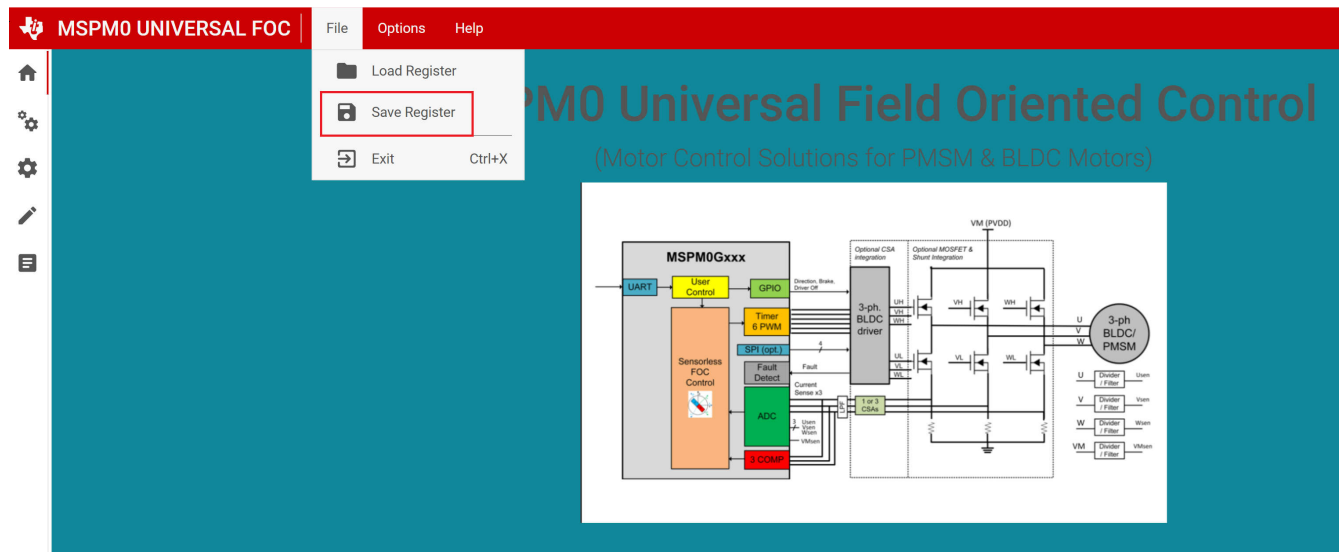 MSPM0 UNIVERSAL FOC
File Options Help
Load Register
Save Register
Exit Ctrl+X
PM0 Universal Field Oriented Control
(Motor Control Solutions for PMSM & BLDC Motors)
VM (PVDD)
MSPM0Gxxx
Optional CSA
integration
Optional MOSFET &
Shunt Integration
UART
User
Control
GPIO
Direction, Brake,
Driver Off
Timer
6 PWM
3-ph.
BLDC
driver
UH
VH
WH
VH
WH
SPI (opt.)
4
Sensorless
FOC
Control
Fault
Detect
Fault
UL
VL
WL
VL
WL
U
V
W
3-ph
BLDC/
PMSM
Current
Sense x3
ADC
LPF
1 or 3
CSAs
3
Usen
Vsen
Wsen
VMsen
3 COMP
U
Divider
/ Filter
Usen
V
Divider
/ Filter
Vsen
W
Divider
/ Filter
Wsen
VM
Divider
/ Filter
VMsen